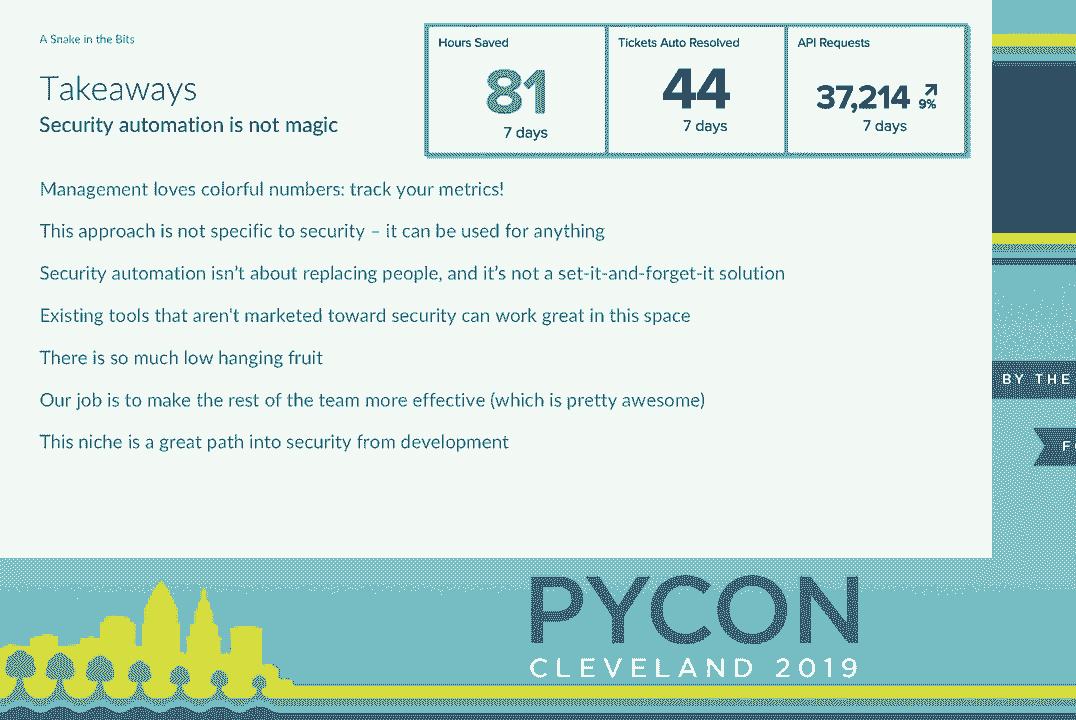 A Snake in the Bits
Takeaways
Security automation is not magic
Hours Saved
81
7 days
Tickets Auto Resolved
44
7 days
API Requests
37,214
9%
7 days
Management loves colorful numbers: track your metrics!
This approach is not specific to security – it can be used for anything
Security automation isn’t about replacing people, and it’s not a set-it-and-forget-it solution
Existing tools that aren't marketed toward security can work great in this space
There is so much low hanging fruit
Our job is to make the rest of the team more effective (which is pretty awesome)
This niche is a great path into security from development
BY THE
PYCON
CLEVELAND 2019